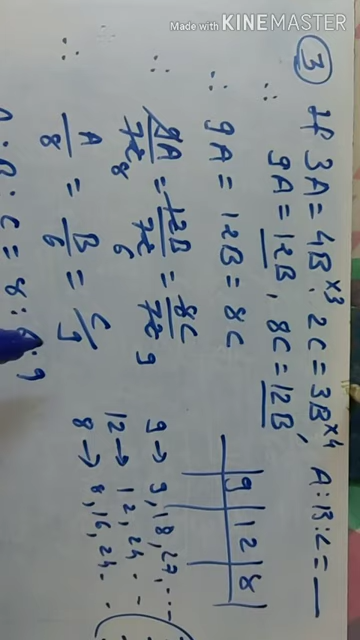 Made with KINEMASTER
③ If 3A = 4B ×3, 2C = 3B ×4, A:B:C = __
9A = 12B, 8C = 12B
∴ 9A = 12B = 8C
∴ 9A/72 8 = 12B/72 6 = 8C/72 9
∴ A/8 = B/6 = C/9
A:B:C = 8:6:9
9 | 12 | 8
9 → 9, 18, 27, ----
12 → 12, 24 - -
8 → 8, 16, 24 - -